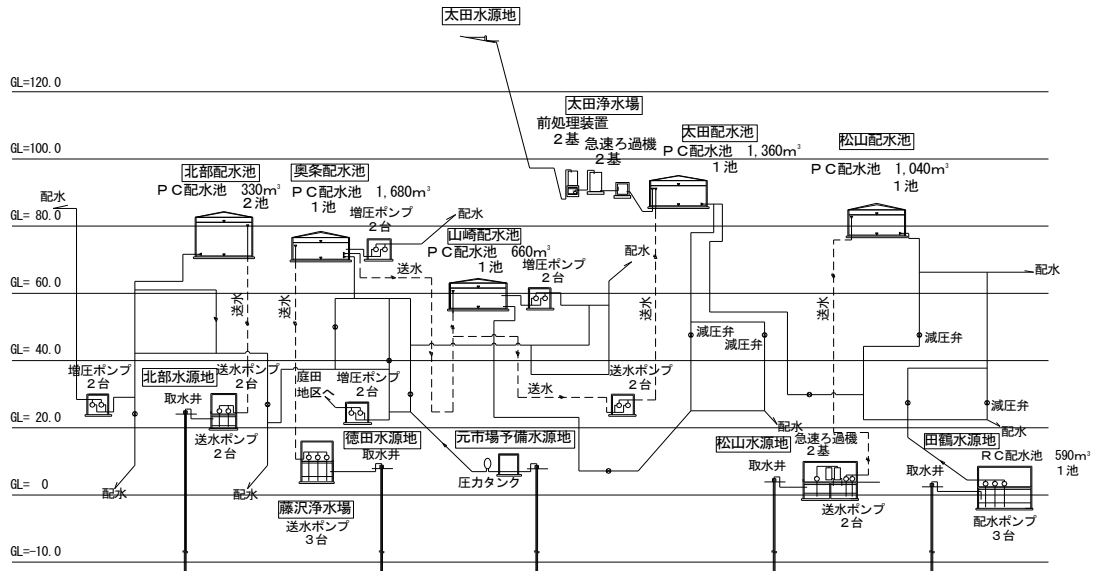 太田水源地
GL=120.0
太田浄水場
前処理装置
2基
急速ろ過機
2基
太田配水池
PC配水池 1,360m³
1池
松山配水池
PC配水池 1,040m³
1池
GL=100.0
北部配水池
PC配水池 330m³
2池
奥条配水池
PC配水池 1,680m³
1池
増圧ポンプ
2台
配水
配水
GL= 80.0
山崎配水池
PC配水池 660m³
1池
増圧ポンプ
2台
配水
送水
送水
配水
GL= 60.0
送水
送水
送水
減圧弁
減圧弁
減圧弁
GL= 40.0
増圧ポンプ
2台
北部水源地
取水井
送水ポンプ
2台
庭田
地区へ
増圧ポンプ
2台
送水
送水ポンプ
2台
減圧弁
GL= 20.0
送水ポンプ
2台
徳田水源地
取水井
元市場予備水源地
圧力タンク
配水
松山水源地
取水井
急速ろ過機
2基
配水
田鶴水源地
取水井
RC配水池 590m³
1池
GL=  0
配水
配水
藤沢浄水場
送水ポンプ
3台
送水ポンプ
2台
配水ポンプ
3台
GL=-10.0